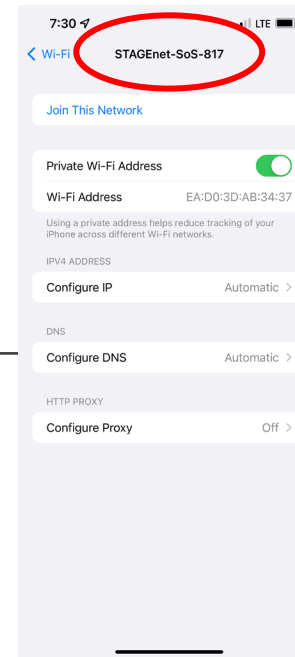 7:30 LTE
Wi-Fi STAGEnet-SoS-817
Join This Network
Private Wi-Fi Address
Wi-Fi Address EA:D0:3D:AB:34:37
Using a private address helps reduce tracking of your
iPhone across different Wi-Fi networks.
IPV4 ADDRESS
Configure IP Automatic
DNS
Configure DNS Automatic
HTTP PROXY
Configure Proxy Off